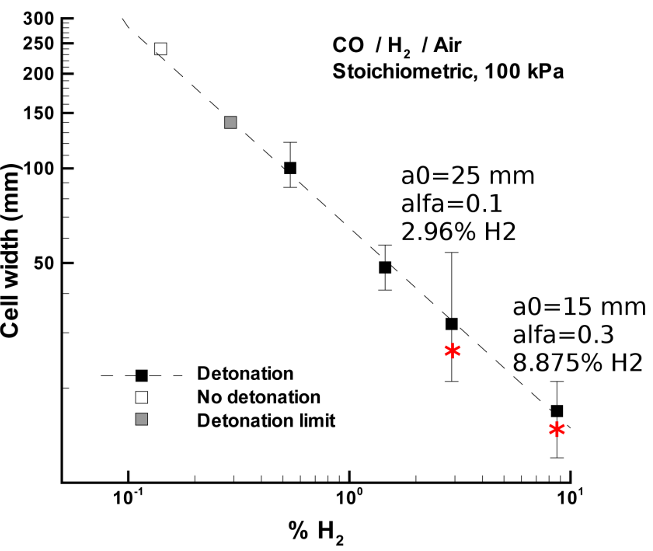 300
250
200
150
100
50
Cell width (mm)
CO / H2 / Air
Stoichiometric, 100 kPa
a0=25 mm
alfa=0.1
2.96% H2
a0=15 mm
alfa=0.3
8.875% H2
Detonation
No detonation
Detonation limit
10-1
100
101
% H2